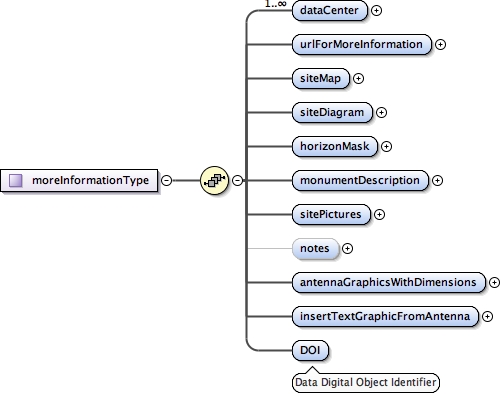 1..∞
dataCenter
urlForMoreInformation
siteMap
siteDiagram
horizonMask
moreInformationType
monumentDescription
sitePictures
notes
antennaGraphicsWithDimensions
insertTextGraphicFromAntenna
DOI
Data Digital Object Identifier